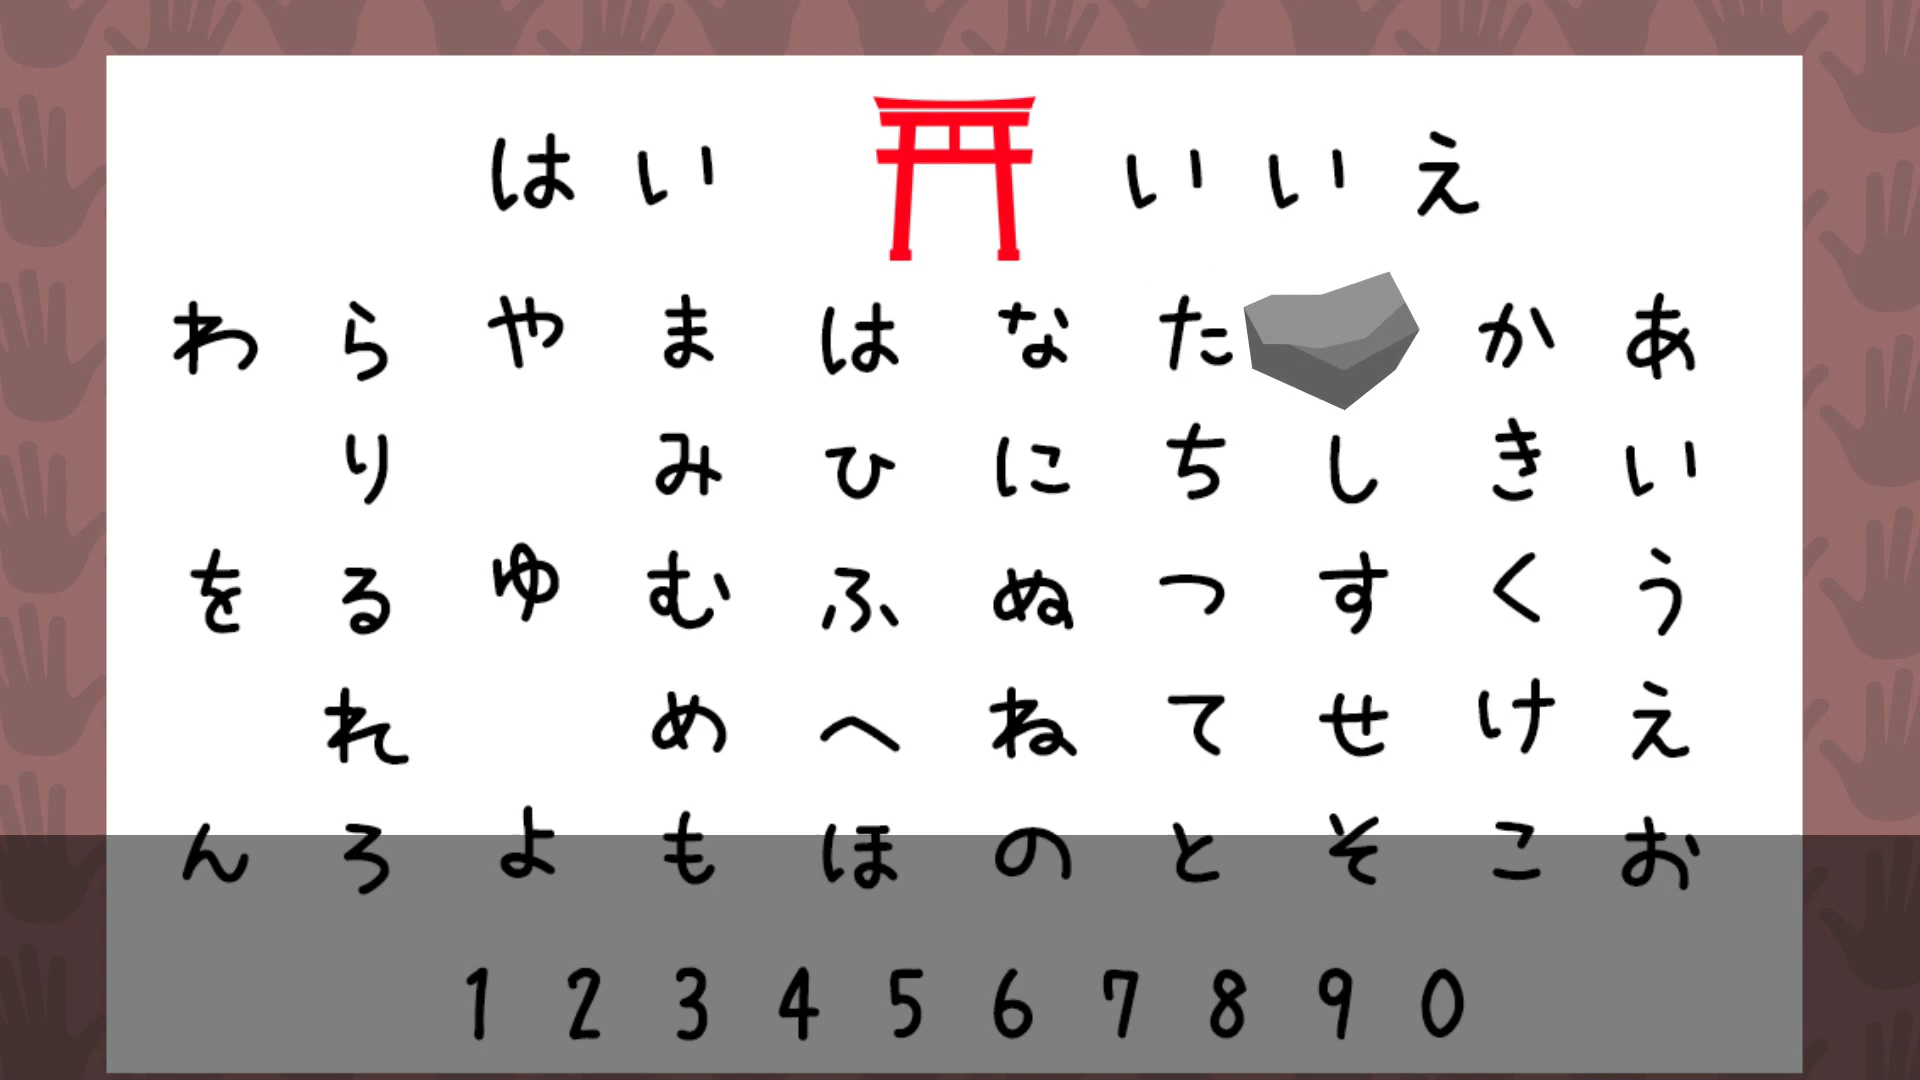 はい いいえ
わ ら や ま は な た か あ
り み ひ に ち し き い
を る ゆ む ふ ぬ つ す く う
れ め へ ね て せ け え
ん ろ よ も ほ の と そ こ お
1 2 3 4 5 6 7 8 9 0